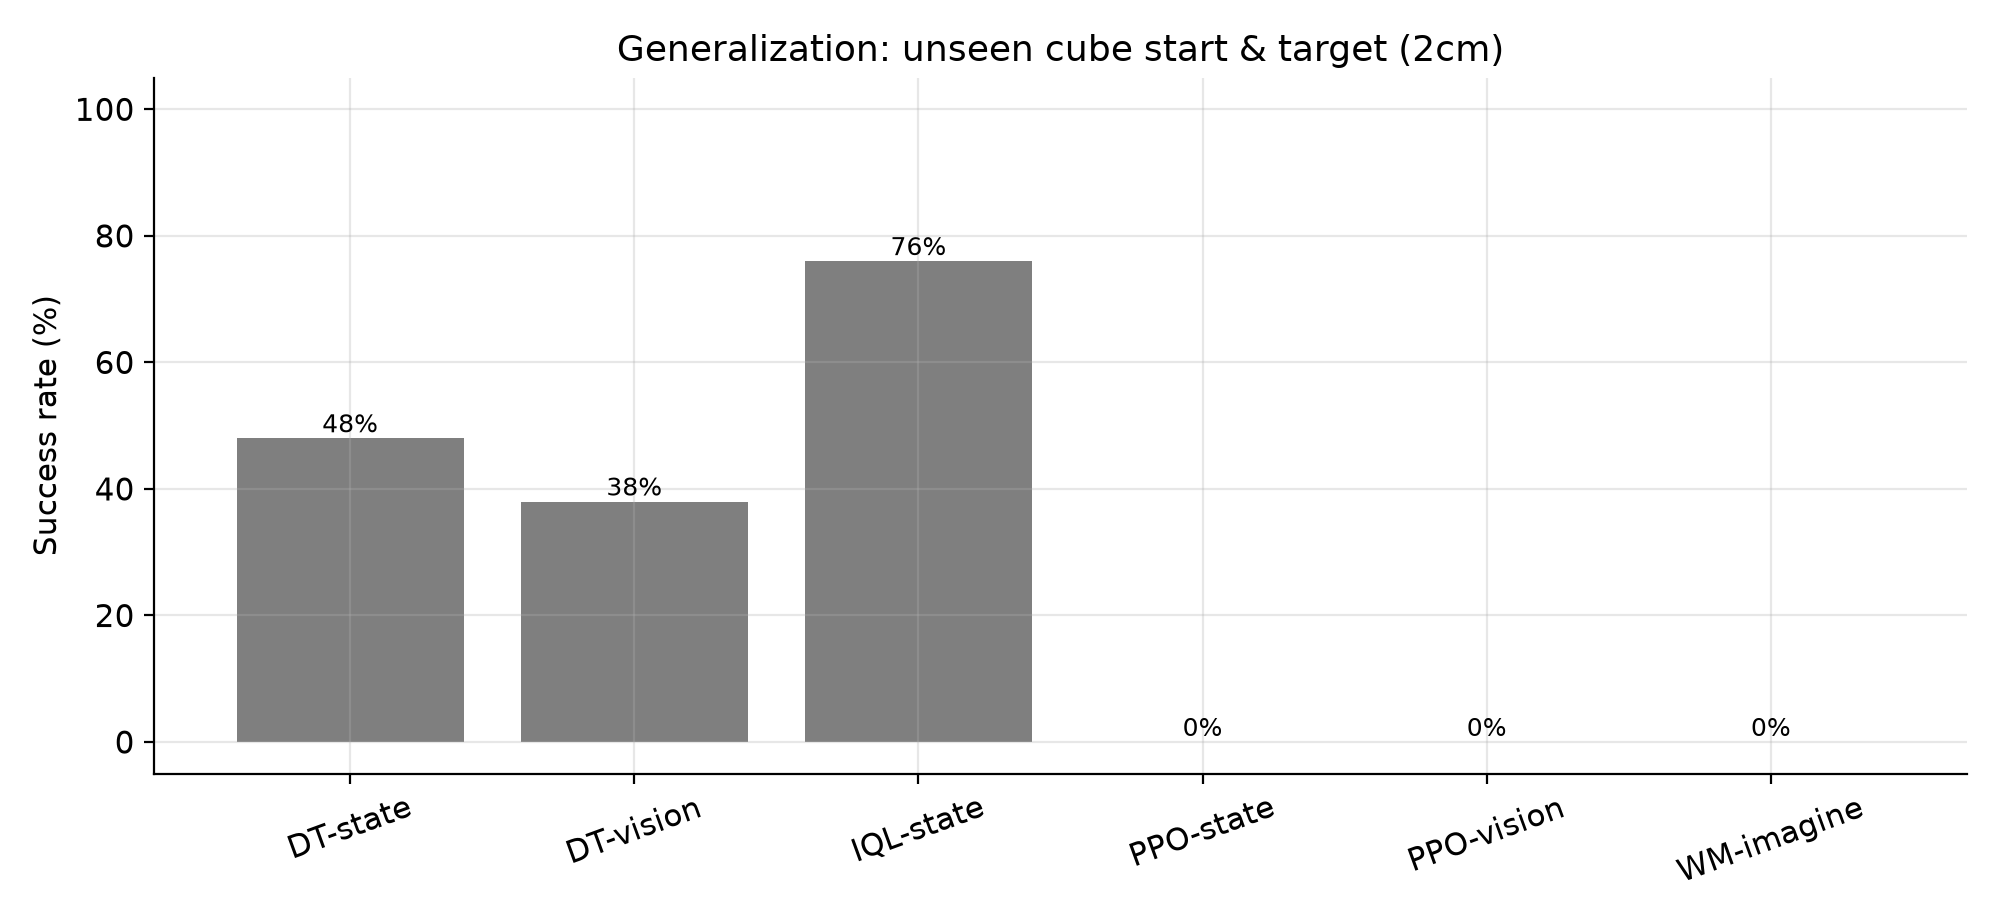 Generalization: unseen cube start & target (2cm)
Success rate (%)
100
80
60
40
20
0
48%
38%
76%
0%
0%
0%
DT-state
DT-vision
IQL-state
PPO-state
PPO-vision
WM-imagine